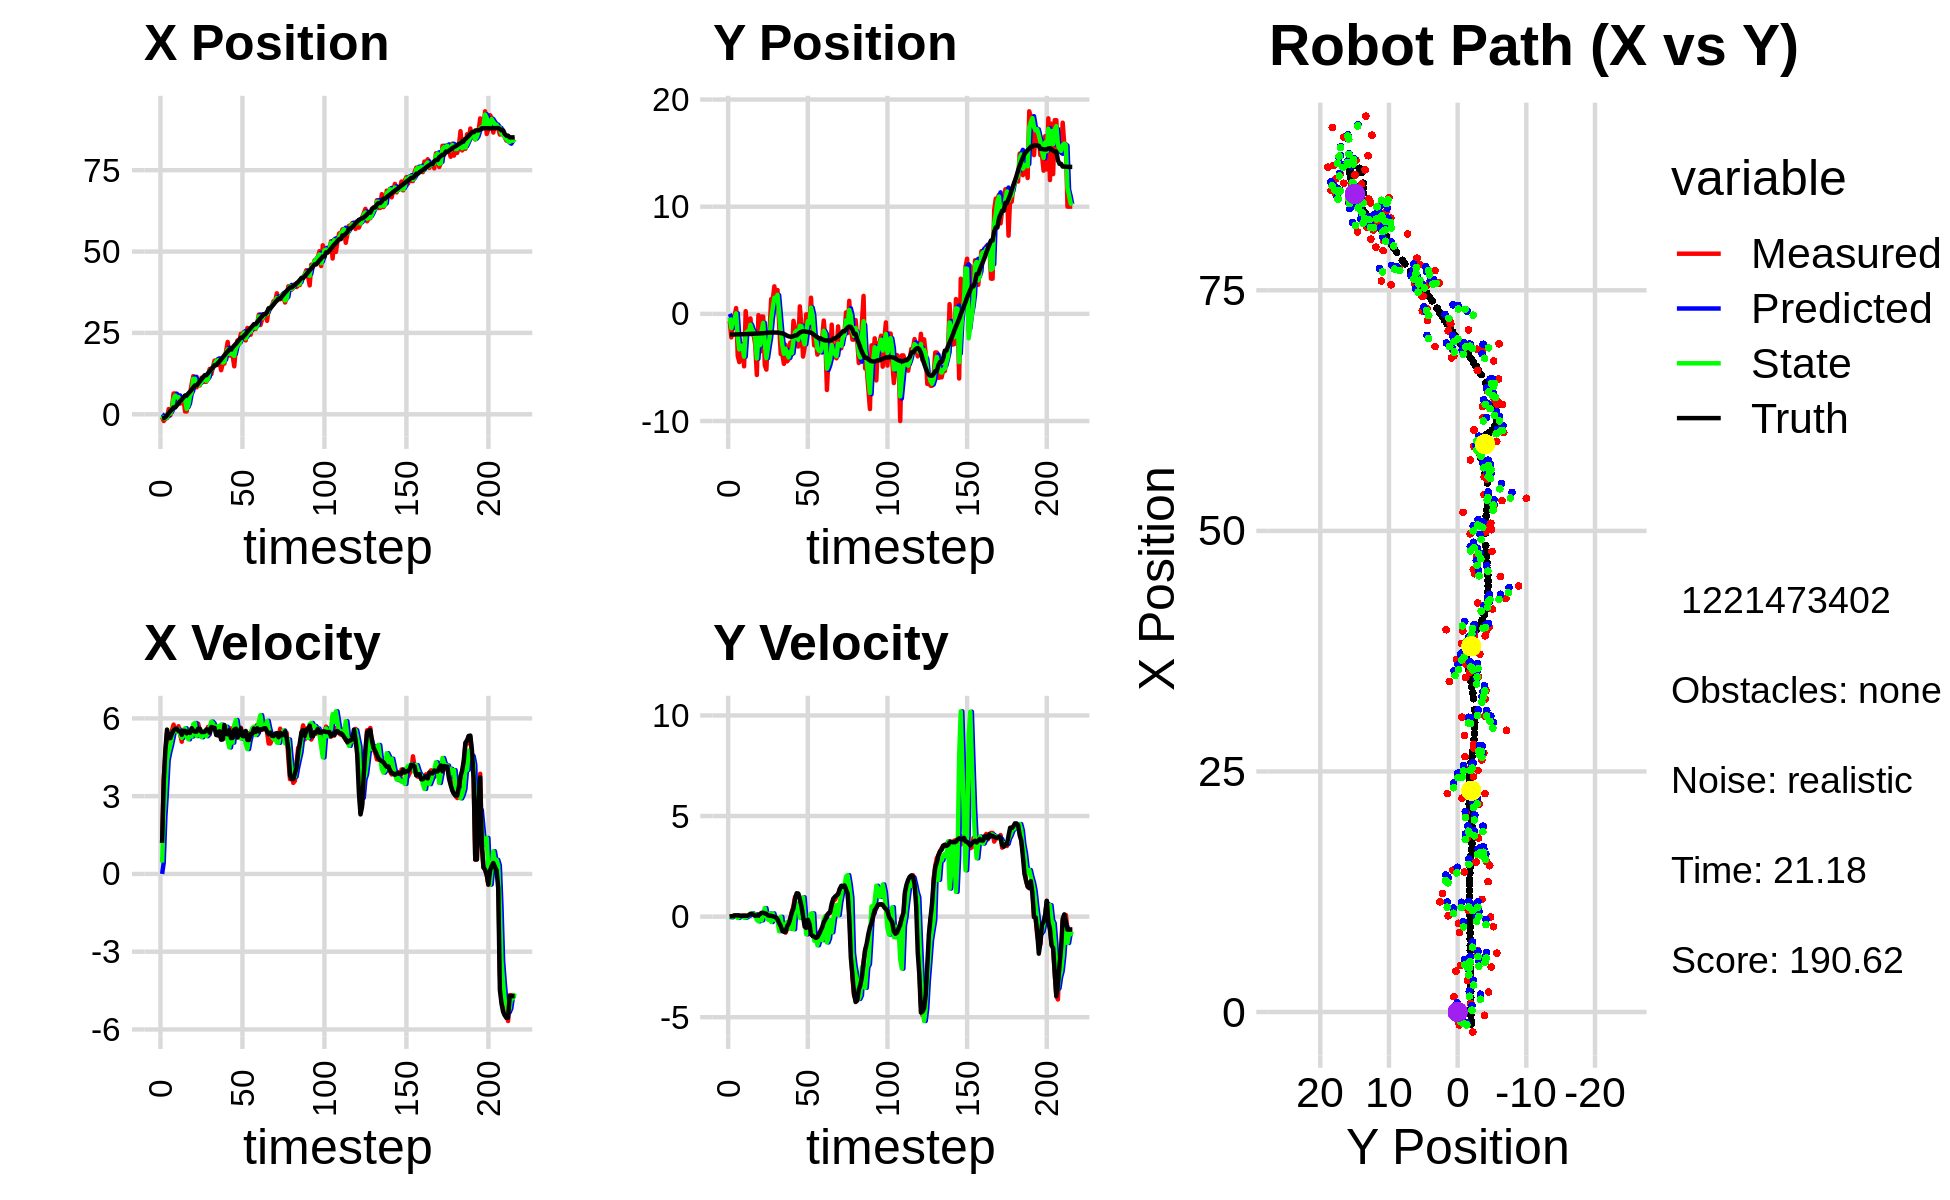 X Position
75
50
25
0
0
50
100
150
200
timestep
Y Position
20
10
0
-10
0
50
100
150
200
timestep
X Velocity
6
3
0
-3
-6
0
50
100
150
200
timestep
Y Velocity
10
5
0
-5
0
50
100
150
200
timestep
Robot Path (X vs Y)
X Position
75
50
25
0
20 10 0 -10 -20
Y Position
variable
Measured
Predicted
State
Truth
1221473402
Obstacles: none
Noise: realistic
Time: 21.18
Score: 190.62